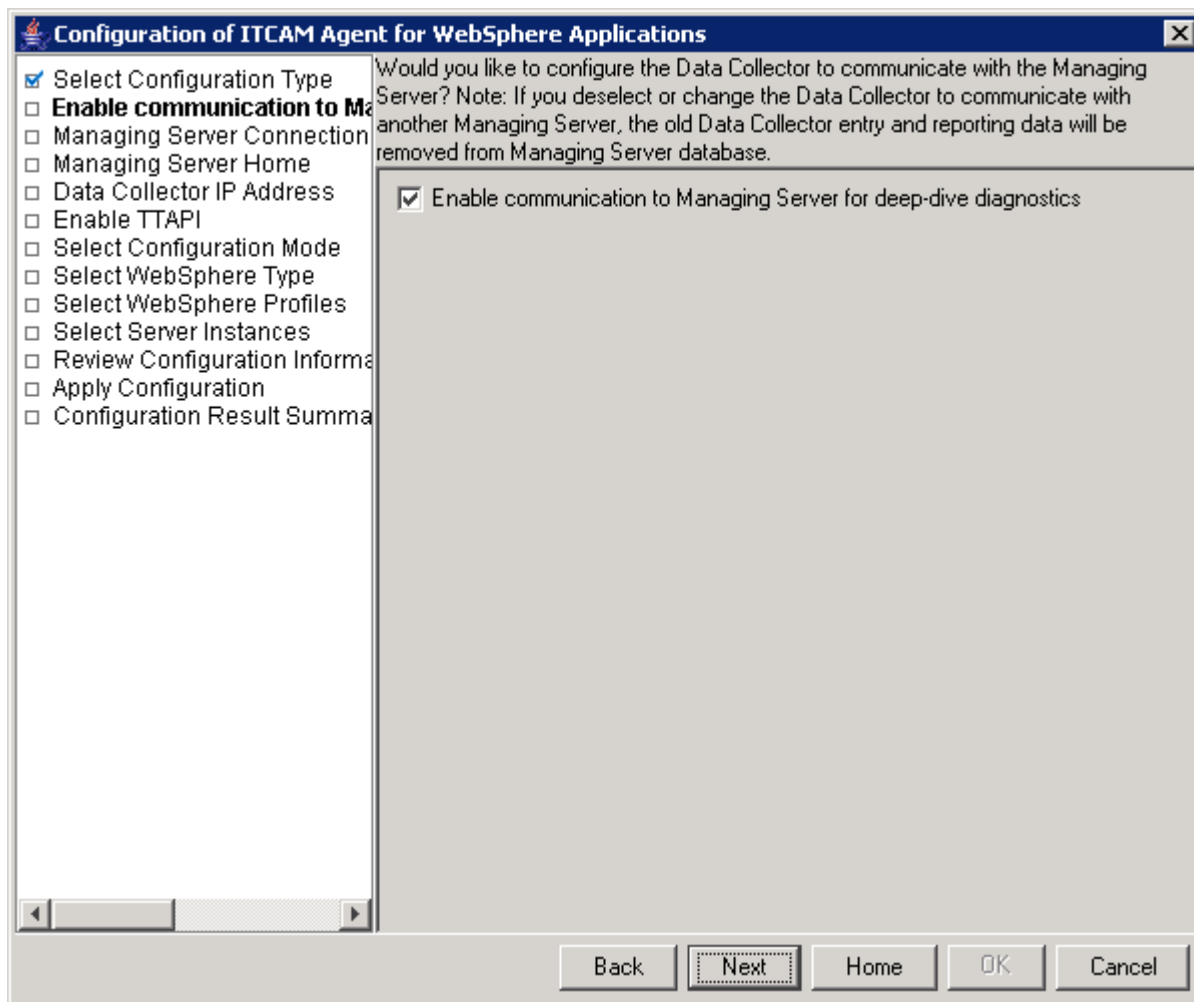 Configuration of ITCAM Agent for WebSphere Applications
Select Configuration Type
Enable communication to Ma
Managing Server Connection
Managing Server Home
Data Collector IP Address
Enable TTAPI
Select Configuration Mode
Select WebSphere Type
Select WebSphere Profiles
Select Server Instances
Review Configuration Informa
Apply Configuration
Configuration Result Summa
Would you like to configure the Data Collector to communicate with the Managing
Server? Note: If you deselect or change the Data Collector to communicate with
another Managing Server, the old Data Collector entry and reporting data will be
removed from Managing Server database.
Enable communication to Managing Server for deep-dive diagnostics
Back
Next
Home
OK
Cancel